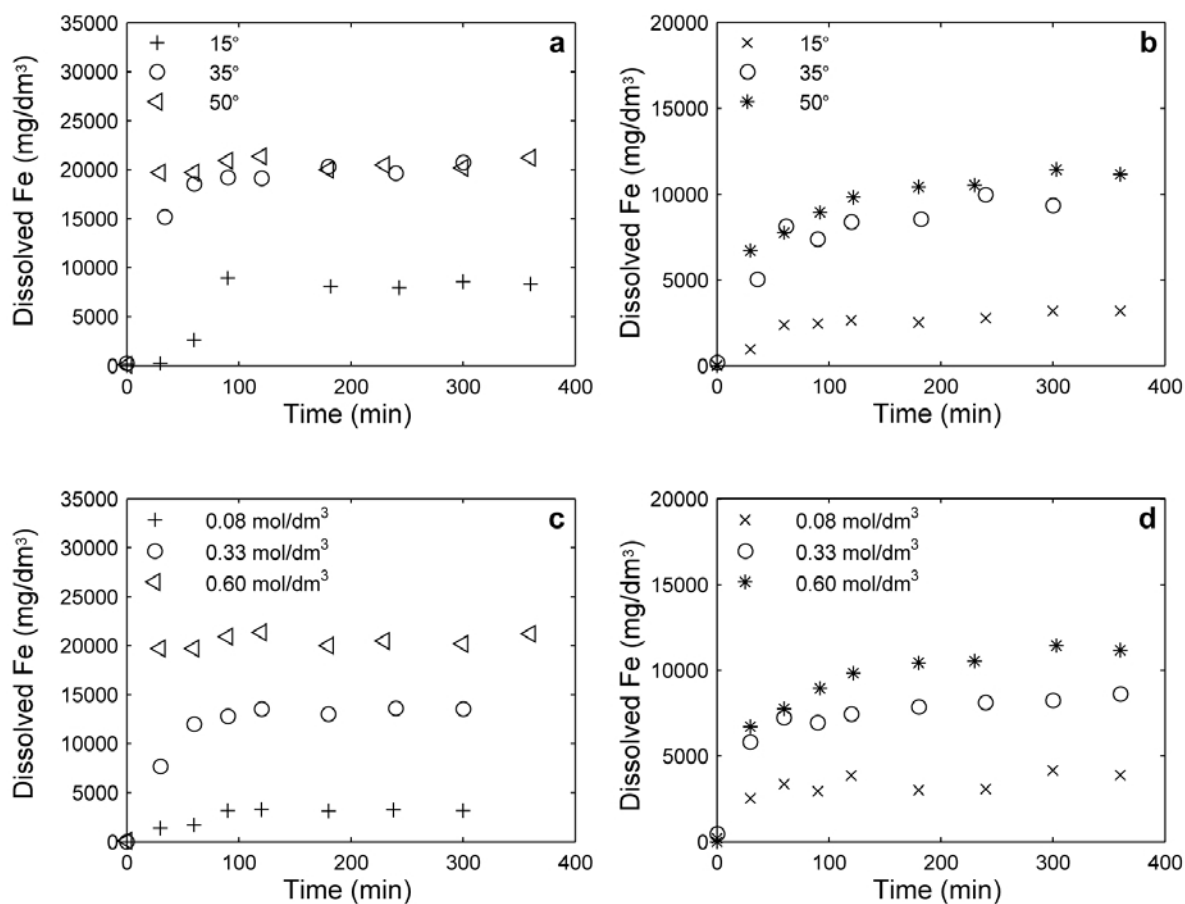 35000
30000
25000
20000
15000
10000
5000
0
Dissolved Fe (mg/dm³)
15°
35°
50°
a
0 100 200 300 400
Time (min)
20000
15000
10000
5000
0
Dissolved Fe (mg/dm³)
15°
35°
50°
b
0 100 200 300 400
Time (min)
35000
30000
25000
20000
15000
10000
5000
0
Dissolved Fe (mg/dm³)
0.08 mol/dm³
0.33 mol/dm³
0.60 mol/dm³
c
0 100 200 300 400
Time (min)
20000
15000
10000
5000
0
Dissolved Fe (mg/dm³)
0.08 mol/dm³
0.33 mol/dm³
0.60 mol/dm³
d
0 100 200 300 400
Time (min)